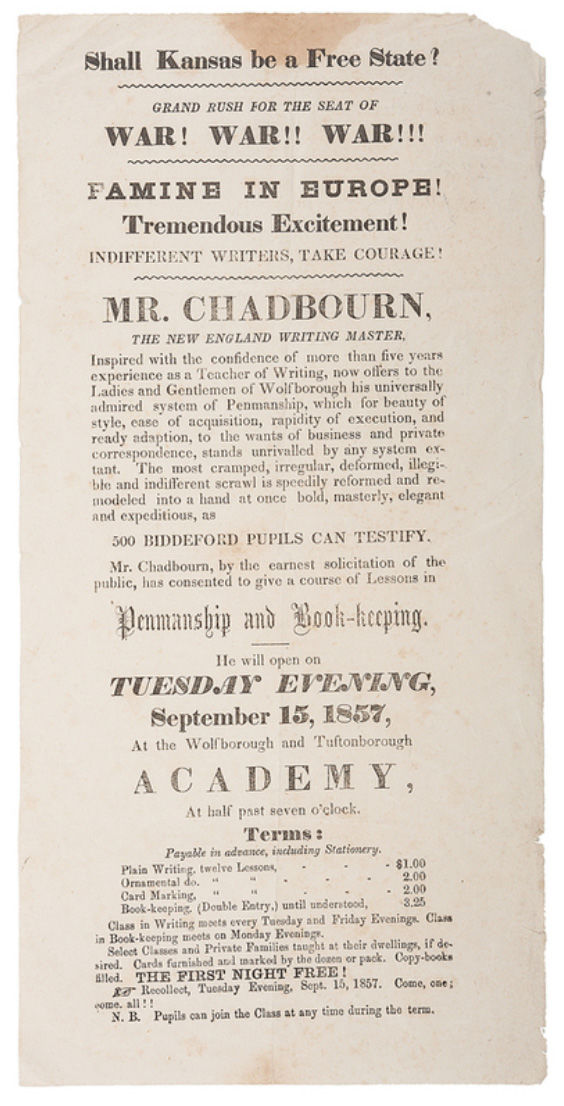 Shall Kansas be a Free State?
GRAND RUSH FOR THE SEAT OF
WAR! WAR!! WAR!!!
FAMINE IN EUROPE!
Tremendous Excitement!
INDIFFERENT WRITERS, TAKE COURAGE!
MR. CHADBOURN,
THE NEW ENGLAND WRITING MASTER,
Inspired with the confidence of more than five years
experience as a Teacher of Writing, now offers to the
Ladies and Gentlemen of Wolfborough his universally
admired system of Penmanship, which for beauty of
style, ease of acquisition, rapidity of execution, and
ready adaption, to the wants of business and private
correspondence, stands unrivalled by any system ex-
tant. The most cramped, irregular, deformed, illegi-
ble and indifferent scrawl is speedily reformed and re-
modeled into a hand at once bold, masterly, elegant
and expeditious, as
500 BIDDEFORD PUPILS CAN TESTIFY.
Mr. Chadbourn, by the earnest solicitation of the
public, has consented to give a course of Lessons in
Penmanship and Book-keeping.
He will open on
TUESDAY EVENING,
September 15, 1857,
At the Wolfborough and Tuftonborough
ACADEMY,
At half past seven o'clock.
Terms:
Payable in advance, including Stationery.
Plain Writing, twelve Lessons, - - - $1.00
Ornamental do. " " - - - 2.00
Card Marking, " " - - - 2.00
Book-keeping, (Double Entry,) until understood, 3.25
Class in Writing meets every Tuesday and Friday Evenings. Class
in Book-keeping meets on Monday Evenings.
Select Classes and Private Families taught at their dwellings, if de-
sired. Cards furnished and marked by the dozen or pack. Copy-books
filled. THE FIRST NIGHT FREE!
☞ Recollect, Tuesday Evening, Sept. 15, 1857. Come, one;
come, all!!
N. B. Pupils can join the Class at any time during the term.